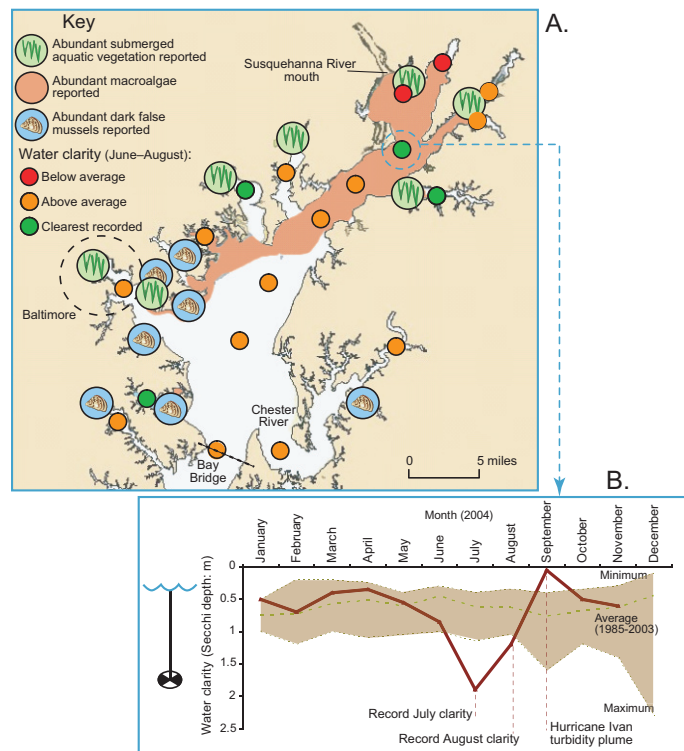 A.
Key
Abundant submerged
aquatic vegetation reported
Abundant macroalgae
reported
Abundant dark false
mussels reported
Water clarity (June–August):
Below average
Above average
Clearest recorded
Susquehanna River
mouth
Baltimore
Chester
River
Bay
Bridge
0 5 miles
B.
Month (2004)
January
February
March
April
May
June
July
August
September
October
November
December
Water clarity (Secchi depth: m)
0
0.5
1
1.5
2
2.5
Minimum
Average
(1985-2003)
Maximum
Record July clarity
Record August clarity
Hurricane Ivan
turbidity plume